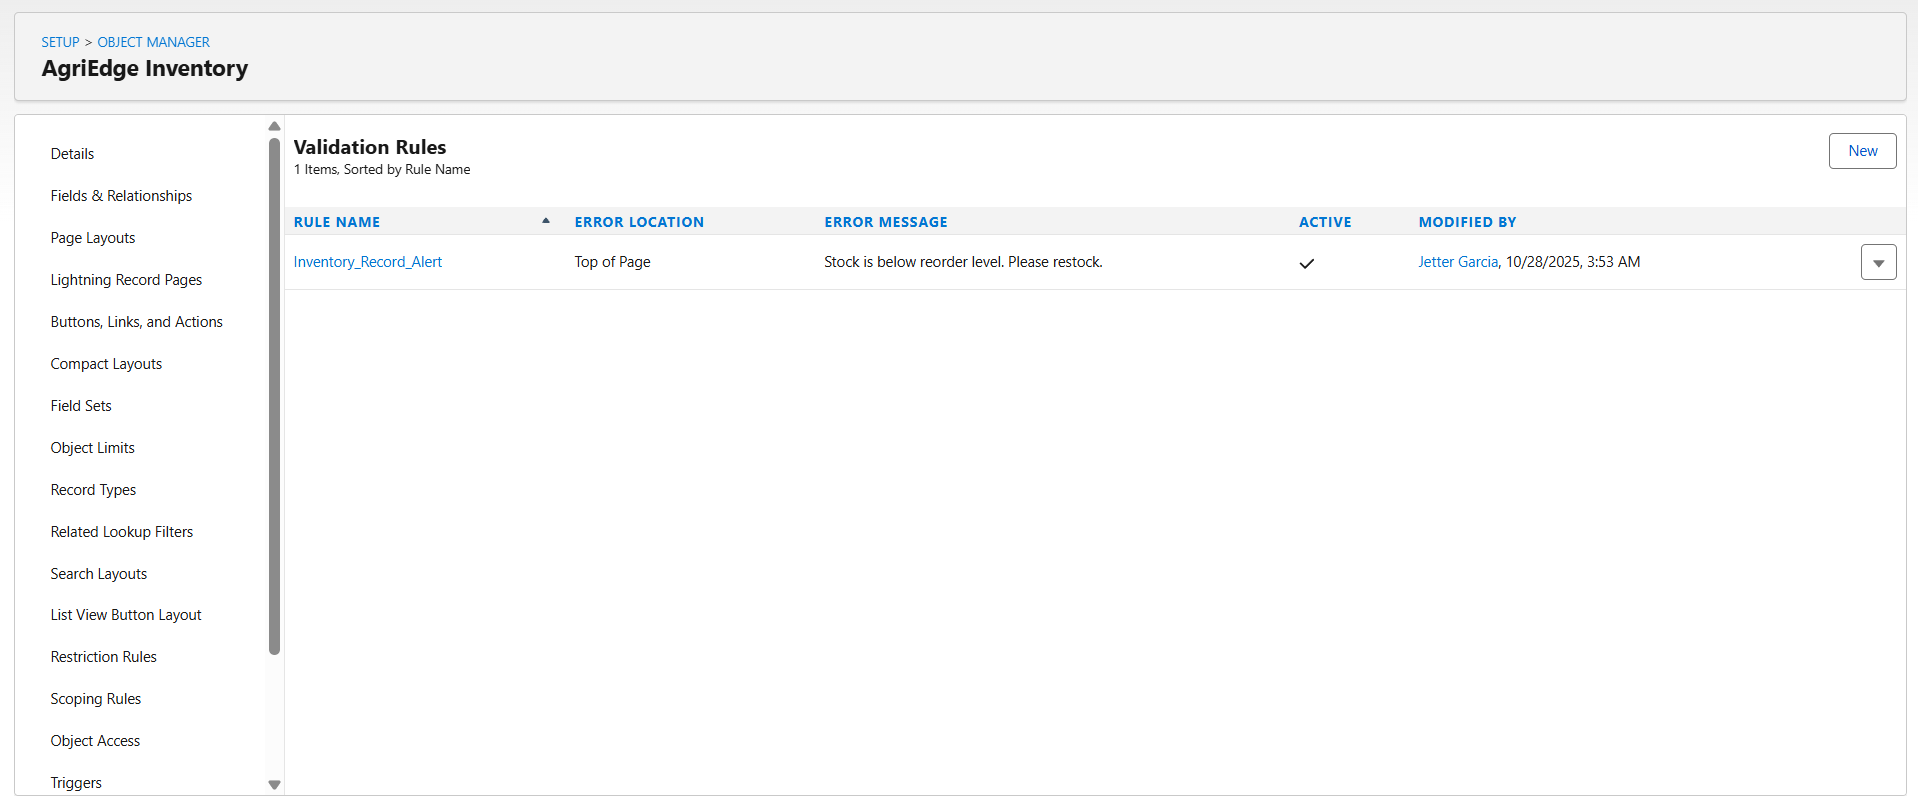 SETUP > OBJECT MANAGER
AgriEdge Inventory
Details
Fields & Relationships
Page Layouts
Lightning Record Pages
Buttons, Links, and Actions
Compact Layouts
Field Sets
Object Limits
Record Types
Related Lookup Filters
Search Layouts
List View Button Layout
Restriction Rules
Scoping Rules
Object Access
Triggers
Validation Rules
1 Items, Sorted by Rule Name
New
RULE NAME ERROR LOCATION ERROR MESSAGE ACTIVE MODIFIED BY
Inventory_Record_Alert Top of Page Stock is below reorder level. Please restock. Jetter Garcia, 10/28/2025, 3:53 AM